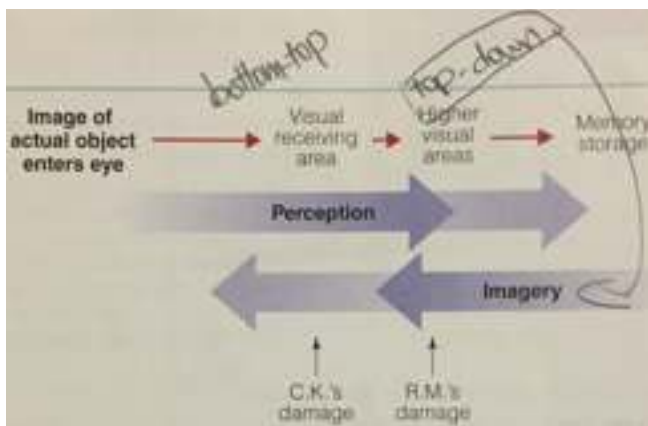 bottom-top
top-down
Image of
actual object
enters eye
Visual
receiving
area
Higher
visual
areas
Memory
storage
Perception
Imagery
C.K.'s
damage
R.M.'s
damage